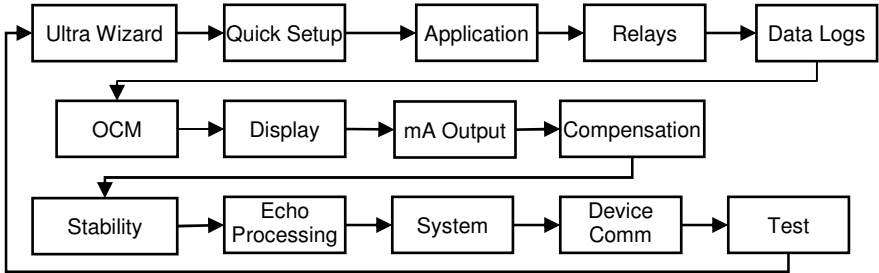 Ultra Wizard
Quick Setup
Application
Relays
Data Logs
OCM
Display
mA Output
Compensation
Stability
Echo
Processing
System
Device
Comm
Test